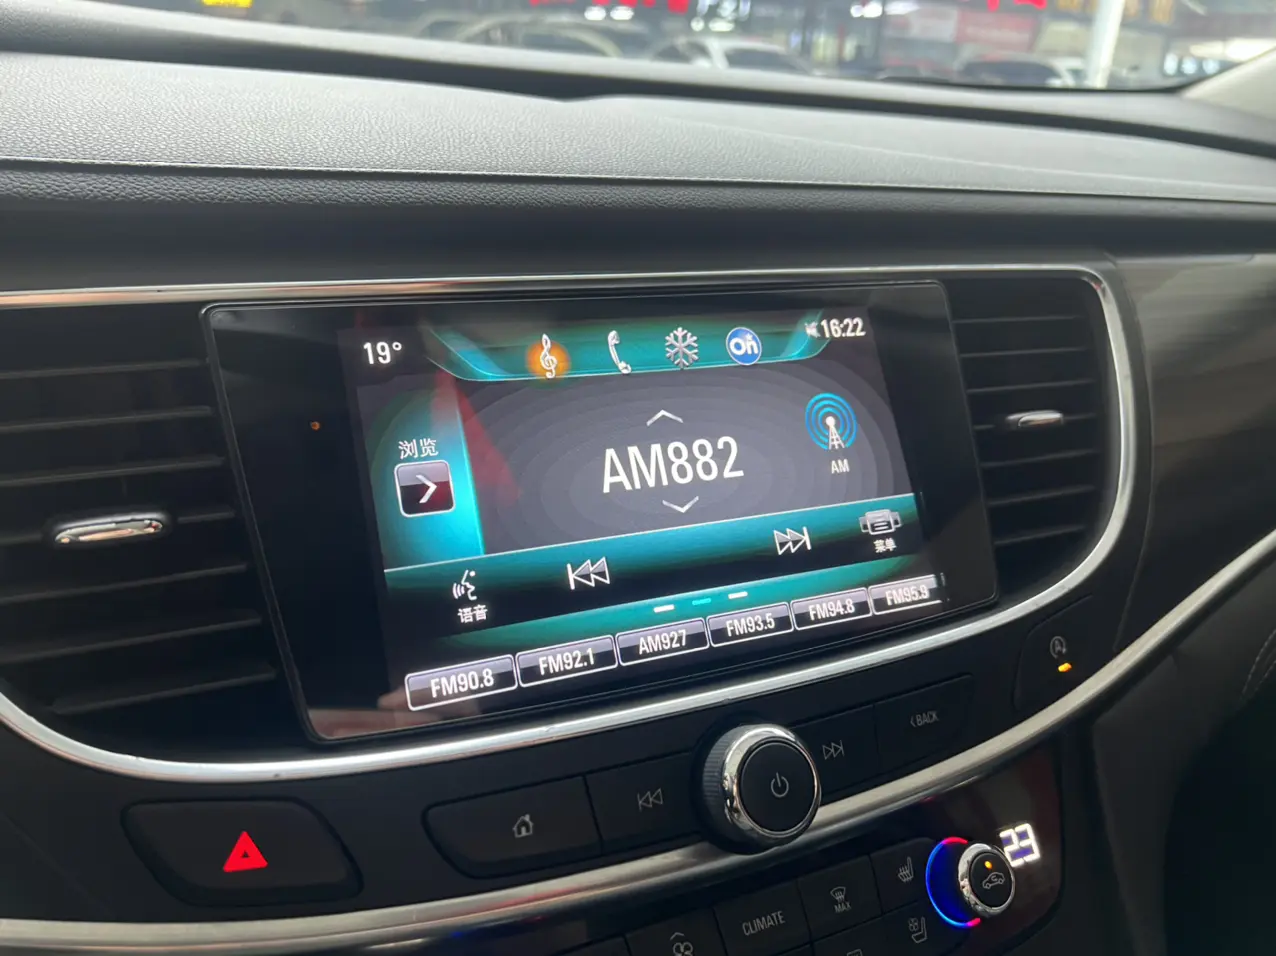 19°
On
16:22
浏览
AM882
AM
语音
菜单
FM90.8
FM92.1
AM927
FM93.5
FM94.8
FM95.9
BACK
23
MAX
CLIMATE